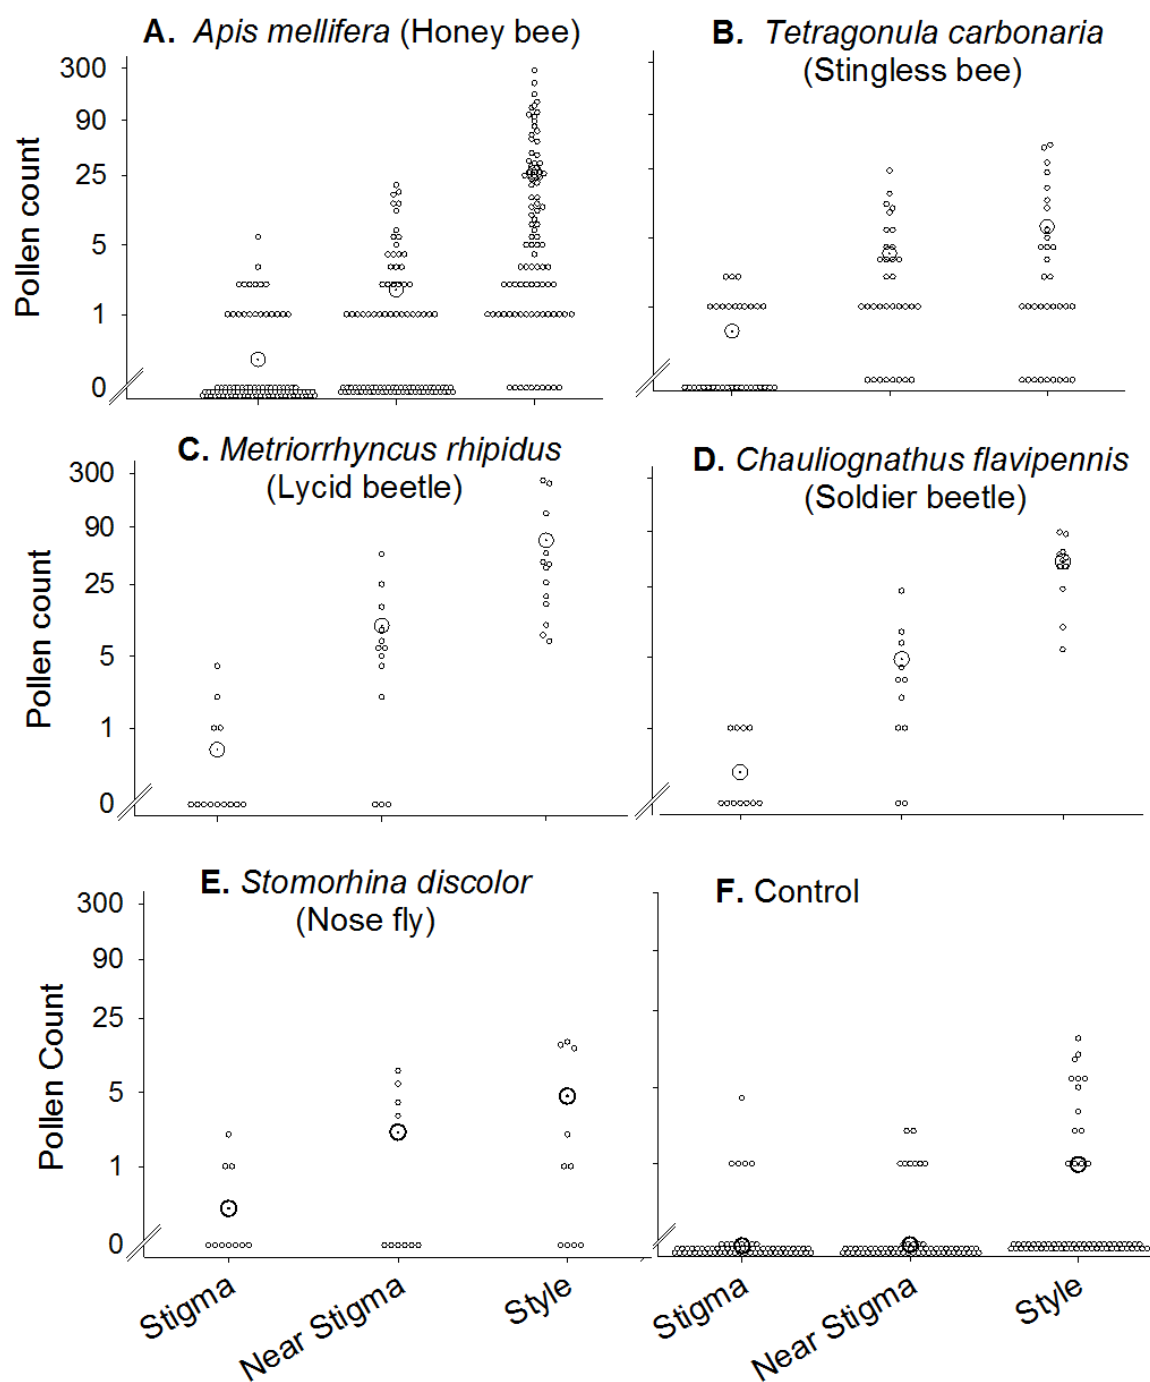 A. Apis mellifera (Honey bee)
B. Tetragonula carbonaria
(Stingless bee)
Pollen count
300
90
25
5
1
0
C. Metriorrhyncus rhipidus
(Lycid beetle)
D. Chauliognathus flavipennis
(Soldier beetle)
Pollen count
300
90
25
5
1
0
E. Stomorhina discolor
(Nose fly)
F. Control
Pollen Count
300
90
25
5
1
0
Stigma
Near Stigma
Style
Stigma
Near Stigma
Style